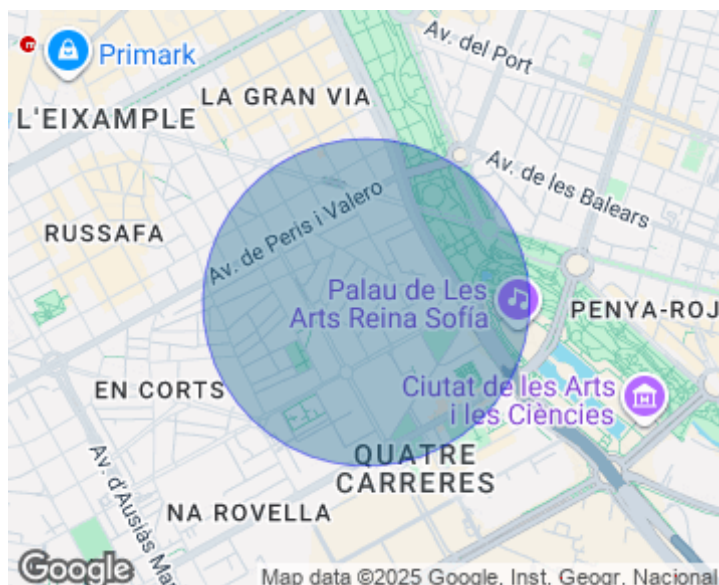 Av. del Port
Primark
LA GRAN VIA
L'EIXAMPLE
Av. de les Balears
Av. de Peris i Valero
RUSSAFA
Palau de Les
Arts Reina Sofía
PENYA-ROJ
EN CORTS
Ciutat de les Arts
i les Ciències
QUATRE
CARRERES
Av. d'Ausiàs Mar
NA ROVELLA
Google
Map data ©2025 Google, Inst. Geogr. Nacional